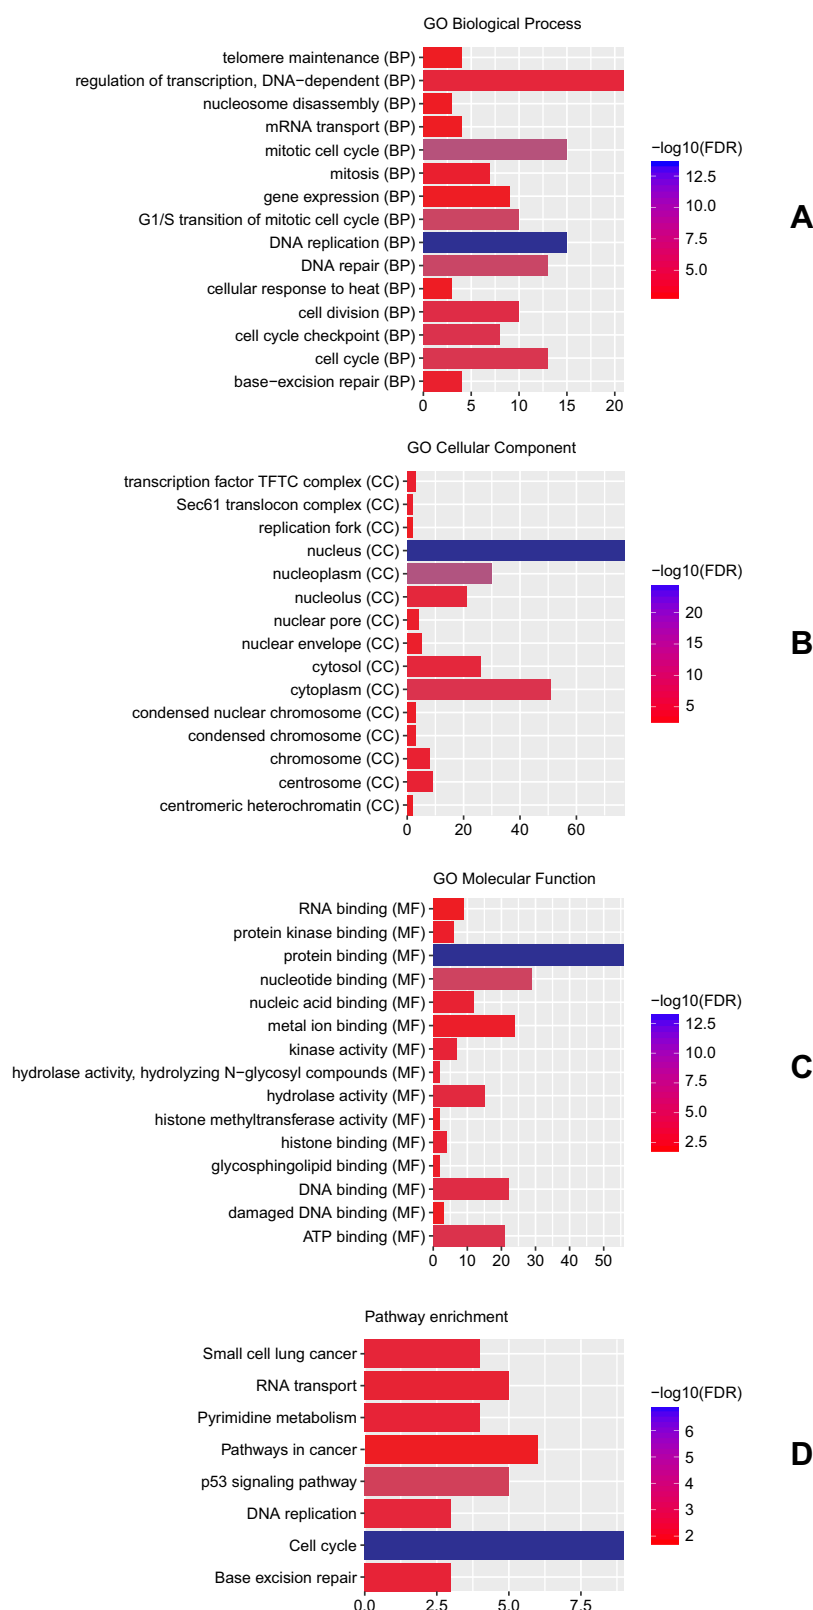 GO Biological Process
telomere maintenance (BP)
regulation of transcription, DNA−dependent (BP)
nucleosome disassembly (BP)
mRNA transport (BP)
mitotic cell cycle (BP)
mitosis (BP)
gene expression (BP)
G1/S transition of mitotic cell cycle (BP)
DNA replication (BP)
DNA repair (BP)
cellular response to heat (BP)
cell division (BP)
cell cycle checkpoint (BP)
cell cycle (BP)
base−excision repair (BP)
0 5 10 15 20
−log10(FDR)
12.5
10.0
7.5
5.0
A
GO Cellular Component
transcription factor TFTC complex (CC)
Sec61 translocon complex (CC)
replication fork (CC)
nucleus (CC)
nucleoplasm (CC)
nucleolus (CC)
nuclear pore (CC)
nuclear envelope (CC)
cytosol (CC)
cytoplasm (CC)
condensed nuclear chromosome (CC)
condensed chromosome (CC)
chromosome (CC)
centrosome (CC)
centromeric heterochromatin (CC)
0 20 40 60
−log10(FDR)
20
15
10
5
B
GO Molecular Function
RNA binding (MF)
protein kinase binding (MF)
protein binding (MF)
nucleotide binding (MF)
nucleic acid binding (MF)
metal ion binding (MF)
kinase activity (MF)
hydrolase activity, hydrolyzing N−glycosyl compounds (MF)
hydrolase activity (MF)
histone methyltransferase activity (MF)
histone binding (MF)
glycosphingolipid binding (MF)
DNA binding (MF)
damaged DNA binding (MF)
ATP binding (MF)
0 10 20 30 40 50
−log10(FDR)
12.5
10.0
7.5
5.0
2.5
C
Pathway enrichment
Small cell lung cancer
RNA transport
Pyrimidine metabolism
Pathways in cancer
p53 signaling pathway
DNA replication
Cell cycle
Base excision repair
0.0 2.5 5.0 7.5
−log10(FDR)
6
5
4
3
2
D